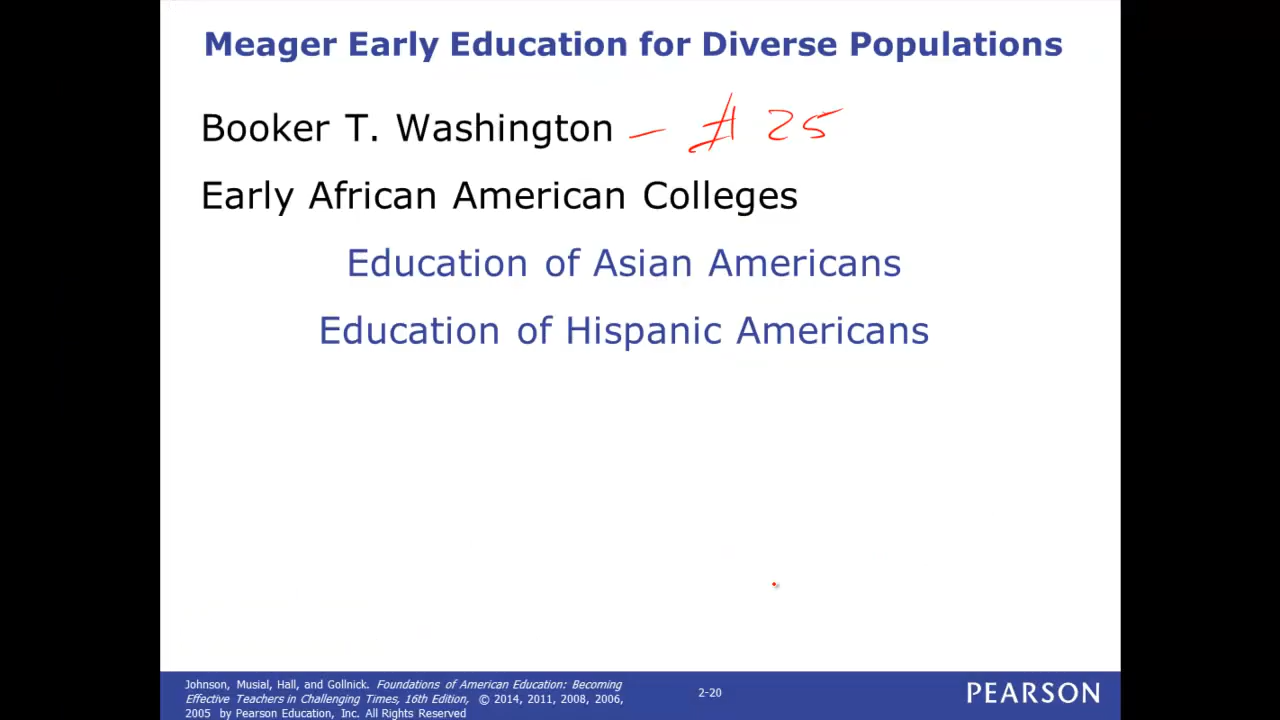 Meager Early Education for Diverse Populations
Booker T. Washington – # 25
Early African American Colleges
Education of Asian Americans
Education of Hispanic Americans
Johnson, Musial, Hall, and Gollnick. Foundations of American Education: Becoming
Effective Teachers in Challenging Times, 16th Edition, © 2014, 2011, 2008, 2006,
2005 by Pearson Education, Inc. All Rights Reserved
2-20
PEARSON